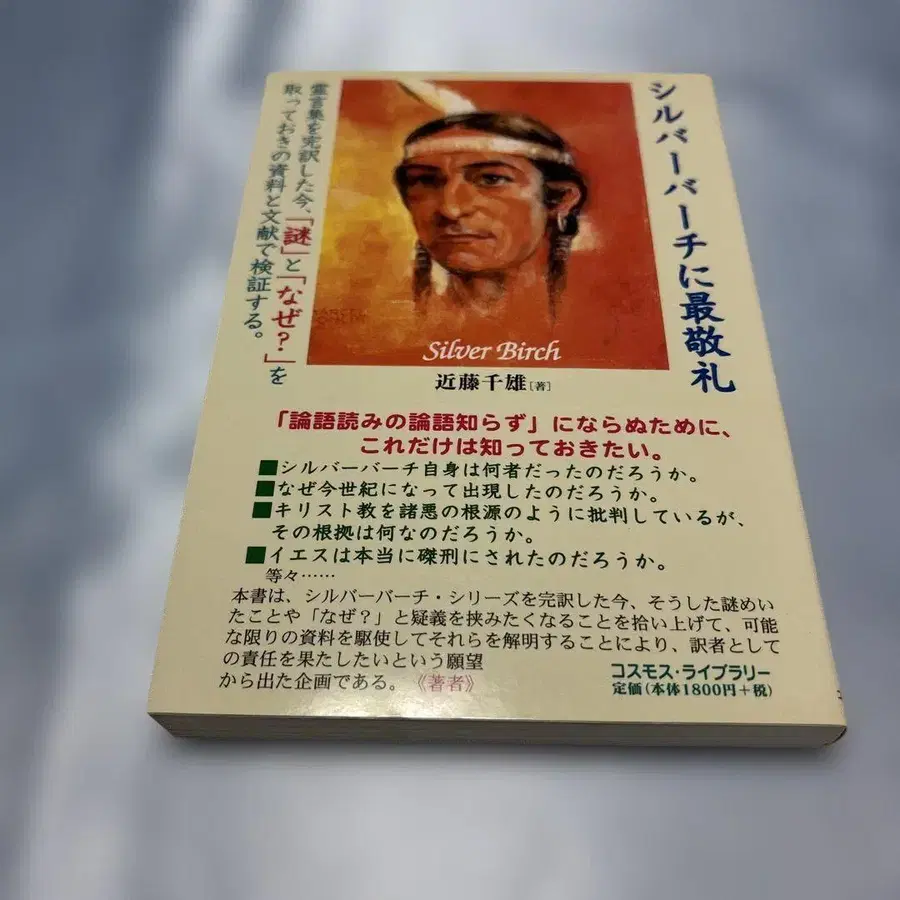 シルバーバーチに最敬礼
霊言集を完訳した今、「謎」と「なぜ?」を
取っておきの資料と文献で検証する。
Silver Birch
近藤千雄[著]
「論語読みの論語知らず」にならぬために、
これだけは知っておきたい。
■シルバーバーチ自身は何者だったのだろうか。
■なぜ今世紀になって出現したのだろうか。
■キリスト教を諸悪の根源のように批判しているが、
その根拠は何なのだろうか。
■イエスは本当に磔刑にされたのだろうか。
等々……
本書は、シルバーバーチ・シリーズを完訳した今、そうした謎めい
たことや「なぜ?」と疑義を挟みたくなることを拾い上げて、可能
な限りの資料を駆使してそれらを解明することにより、訳者として
の責任を果たしたいという願望
から出た企画である。《著者》
コスモス・ライブラリー
定価(本体1800円+税)